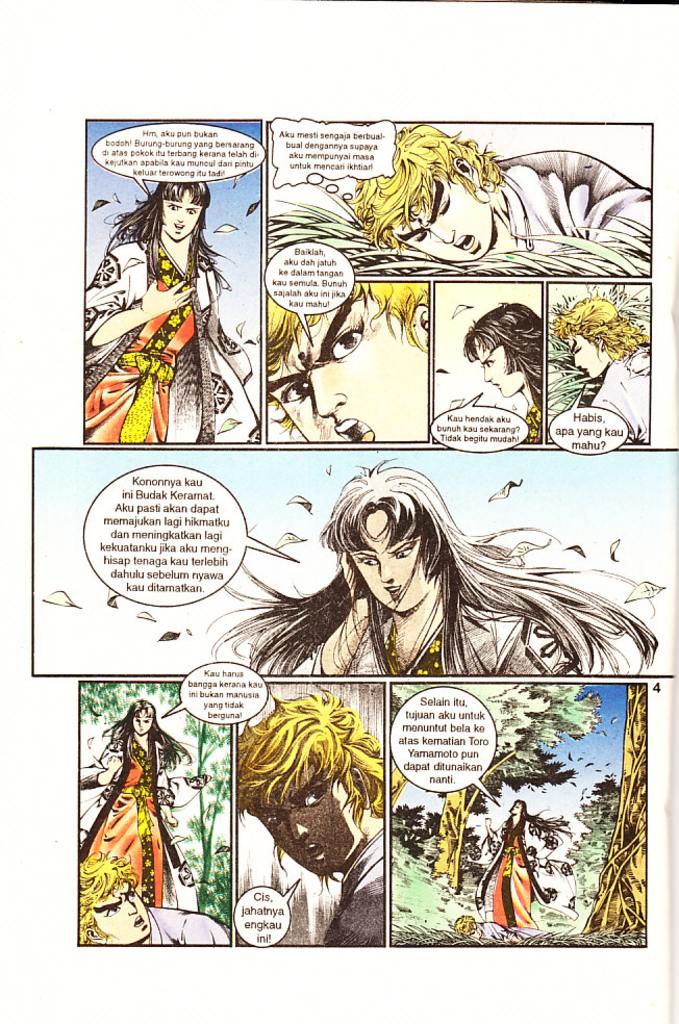 Hm, aku pun bukan
bodoh! Burung-burung yang bersarang
di atas pokok itu terbang kerana telah di-
kejutkan apabila kau muncul dari pintu
keluar terowong itu tadi!
Aku mesti sengaja berbual-
bual dengannya supaya
aku mempunyai masa
untuk mencari ikhtiar!
Baiklah,
aku dah jatuh
ke dalam tangan
kau semula. Bunuh
sajalah aku ini jika
kau mahu!
Kau hendak aku
bunuh kau sekarang?
Tidak begitu mudah!
Habis,
apa yang kau
mahu?
Kononnya kau
ini Budak Keramat.
Aku pasti akan dapat
memajukan lagi hikmatku
dan meningkatkan lagi
kekuatanku jika aku meng-
hisap tenaga kau terlebih
dahulu sebelum nyawa
kau ditamatkan.
Kau harus
bangga kerana kau
ini bukan manusia
yang tidak
berguna!
Cis,
jahatnya
engkau
ini!
Selain itu,
tujuan aku untuk
menuntut bela ke
atas kematian Toro
Yamamoto pun
dapat ditunaikan
nanti.
4